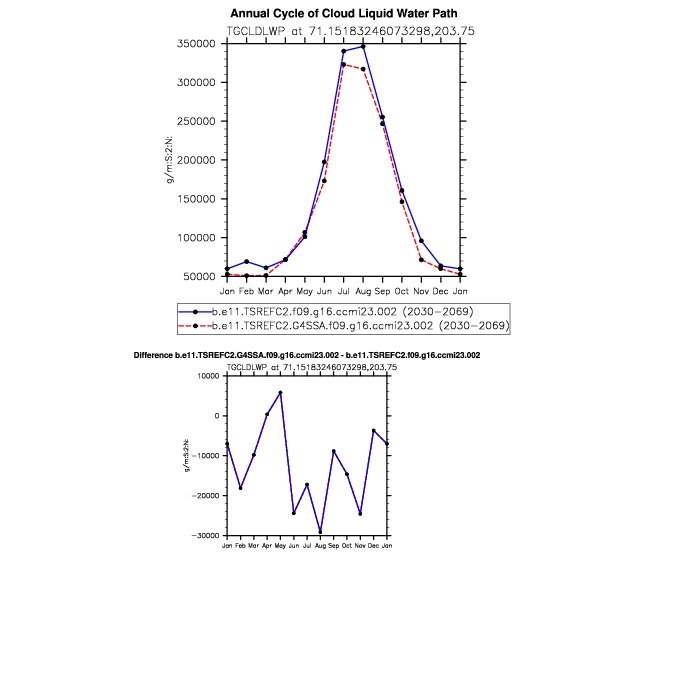 Annual Cycle of Cloud Liquid Water Path
TGCLDLWP at 71.15183246073298,203.75
350000
300000
250000
200000
150000
100000
50000
g/m:S:2:N:
Jan Feb Mar Apr May Jun Jul Aug Sep Oct Nov Dec Jan
b.e11.TSREFC2.f09.g16.ccmi23.002 (2030-2069)
b.e11.TSREFC2.G4SSA.f09.g16.ccmi23.002 (2030-2069)
Difference b.e11.TSREFC2.G4SSA.f09.g16.ccmi23.002 - b.e11.TSREFC2.f09.g16.ccmi23.002
TGCLDLWP at 71.15183246073298,203.75
10000
0
-10000
-20000
-30000
g/m:S:2:N:
Jan Feb Mar Apr May Jun Jul Aug Sep Oct Nov Dec Jan